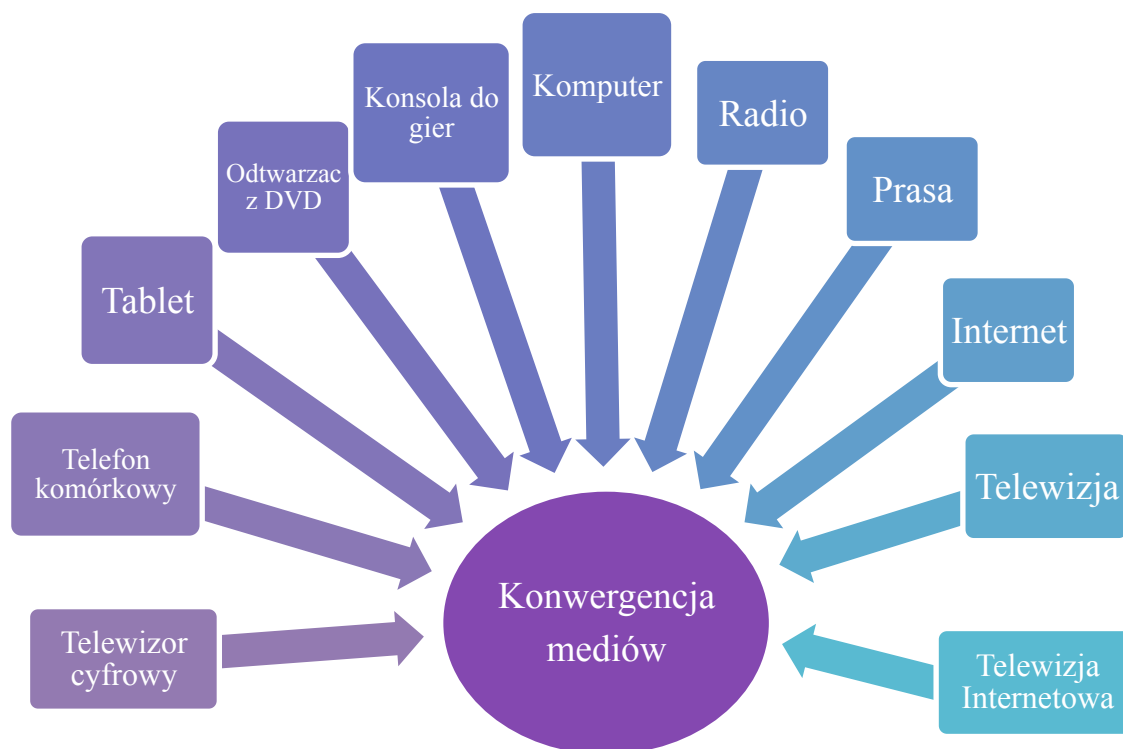 Telewizor
cyfrowy
Telefon
komórkowy
Tablet
Odtwarzac
z DVD
Konsola do
gier
Komputer
Radio
Prasa
Internet
Telewizja
Telewizja
Internetowa
Konwergencja
mediów